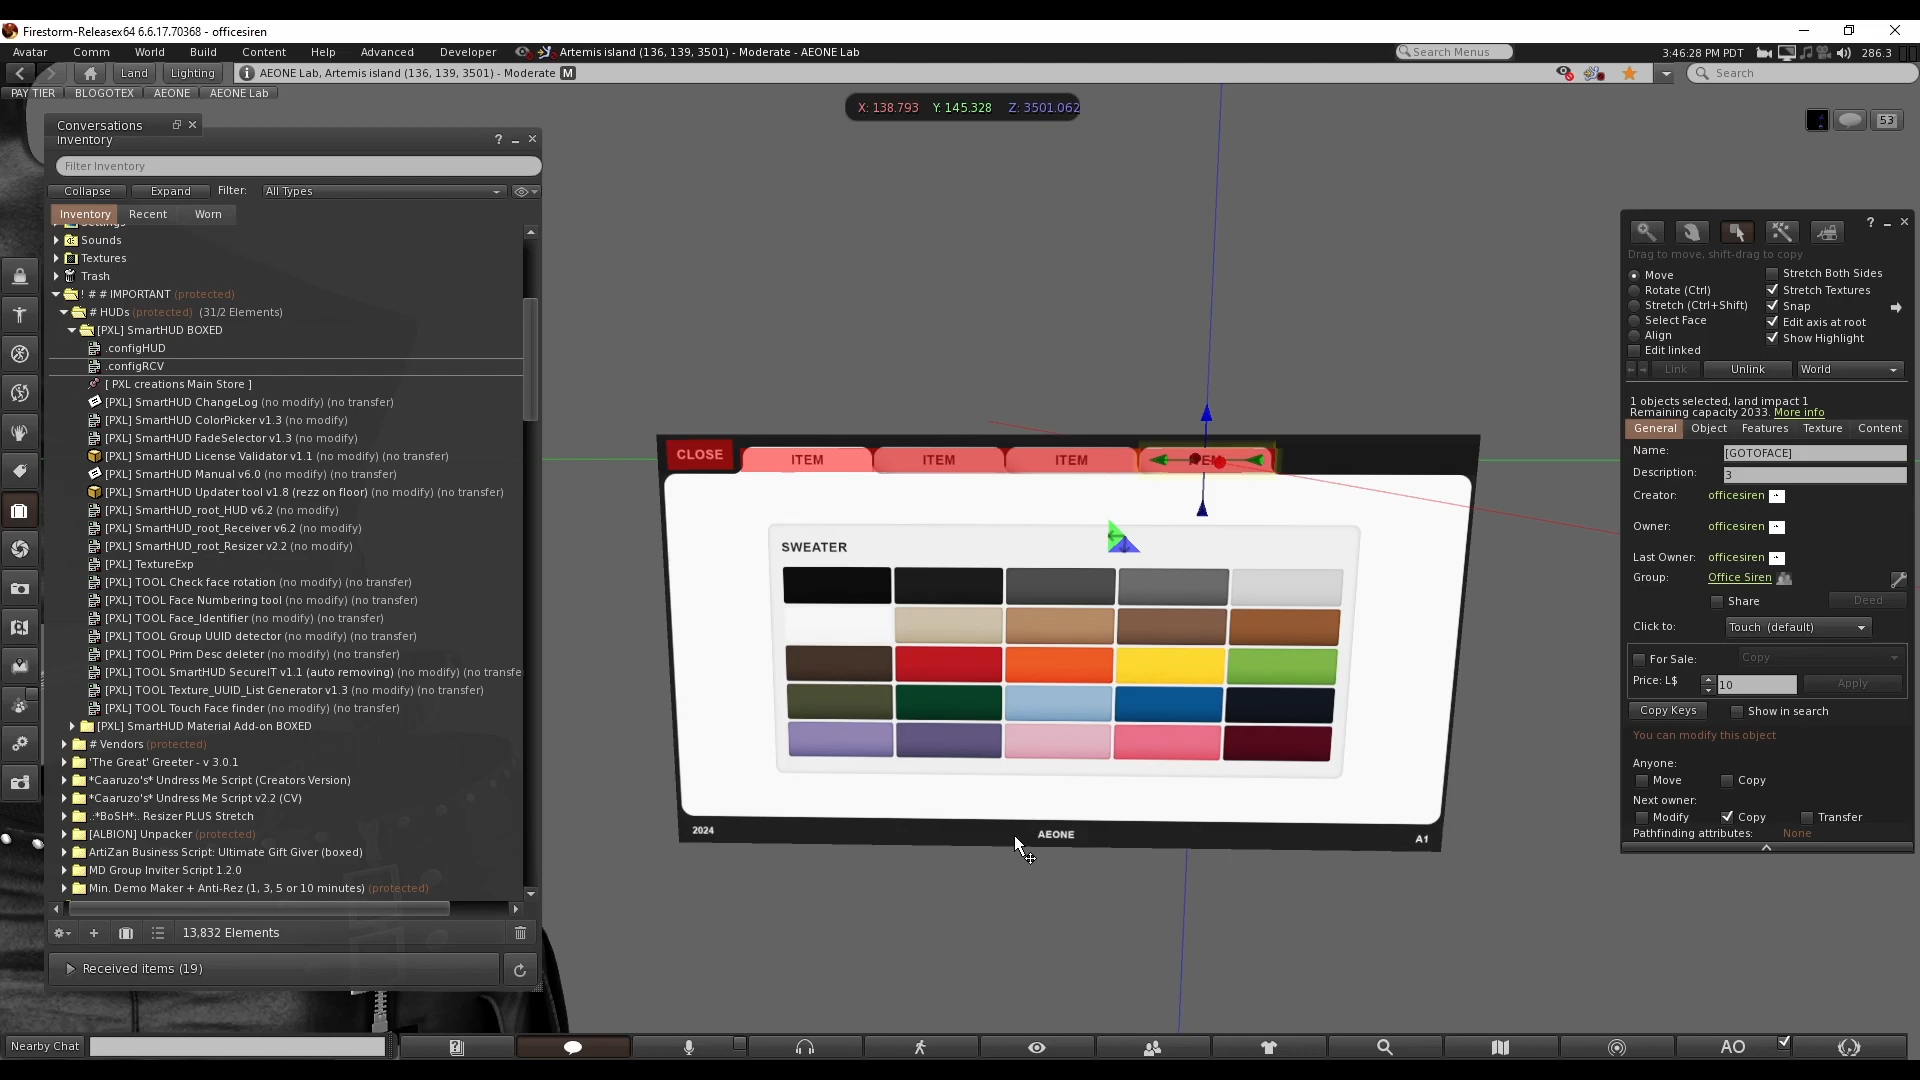 Firestorm-Releasex64 6.6.17.70368 - officesiren
Avatar Comm World Build Content Help Advanced Developer Artemis island (136, 139, 3501) - Moderate - AEONE Lab
Search Menus
3:46:28 PM PDT
286.3
Land Lighting AEONE Lab, Artemis island (136, 139, 3501) - Moderate M
Search
PAY TIER BLOGOTEX AEONE AEONE Lab
X: 138.793 Y: 145.328 Z: 3501.062
53
Conversations
Inventory
Filter Inventory
Collapse Expand Filter: All Types
Inventory Recent Worn
Sounds
Textures
Trash
! # # IMPORTANT (protected)
# HUDs (protected) (31/2 Elements)
[PXL] SmartHUD BOXED
.configHUD
.configRCV
[ PXL creations Main Store ]
[PXL] SmartHUD ChangeLog (no modify) (no transfer)
[PXL] SmartHUD ColorPicker v1.3 (no modify)
[PXL] SmartHUD FadeSelector v1.3 (no modify)
[PXL] SmartHUD License Validator v1.1 (no modify) (no transfer)
[PXL] SmartHUD Manual v6.0 (no modify) (no transfer)
[PXL] SmartHUD Updater tool v1.8 (rezz on floor) (no modify) (no transfer)
[PXL] SmartHUD_root_HUD v6.2 (no modify)
[PXL] SmartHUD_root_Receiver v6.2 (no modify)
[PXL] SmartHUD_root_Resizer v2.2 (no modify)
[PXL] TextureExp
[PXL] TOOL Check face rotation (no modify) (no transfer)
[PXL] TOOL Face Numbering tool (no modify) (no transfer)
[PXL] TOOL Face_Identifier (no modify) (no transfer)
[PXL] TOOL Group UUID detector (no modify) (no transfer)
[PXL] TOOL Prim Desc deleter (no modify) (no transfer)
[PXL] TOOL SmartHUD SecureIT v1.1 (auto removing) (no modify) (no transfe
[PXL] TOOL Texture_UUID_List Generator v1.3 (no modify) (no transfer)
[PXL] TOOL Touch Face finder (no modify) (no transfer)
[PXL] SmartHUD Material Add-on BOXED
# Vendors (protected)
'The Great' Greeter - v 3.0.1
*Caaruzo's* Undress Me Script (Creators Version)
*Caaruzo's* Undress Me Script v2.2 (CV)
.:*BoSH*:. Resizer PLUS Stretch
[ALBION] Unpacker (protected)
ArtiZan Business Script: Ultimate Gift Giver (boxed)
MD Group Inviter Script 1.2.0
Min. Demo Maker + Anti-Rez (1, 3, 5 or 10 minutes) (protected)
13,832 Elements
Received items (19)
CLOSE ITEM ITEM ITEM
SWEATER
2024 AEONE A1
Drag to move, shift-drag to copy
Move
Rotate (Ctrl)
Stretch (Ctrl+Shift)
Select Face
Align
Edit linked
Stretch Both Sides
Stretch Textures
Snap
Edit axis at root
Show Highlight
Link Unlink World
1 objects selected, land impact 1
Remaining capacity 2033. More info
General Object Features Texture Content
Name: [GOTOFACE]
Description: 3
Creator: officesiren
Owner: officesiren
Last Owner: officesiren
Group: Office Siren
Share Deed
Click to: Touch (default)
For Sale: Copy
Price: L$ 10 Apply
Copy Keys Show in search
You can modify this object
Anyone:
Move Copy
Next owner:
Modify Copy Transfer
Pathfinding attributes: None
Nearby Chat
AO